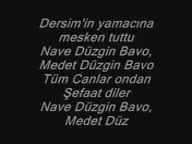 Dersim'in yamacına
mesken tuttu
Nave Düzgin Bavo,
Medet Düzgin Bavo
Tüm Canlar ondan
Şefaat diler
Nave Düzgin Bavo,
Medet Düz